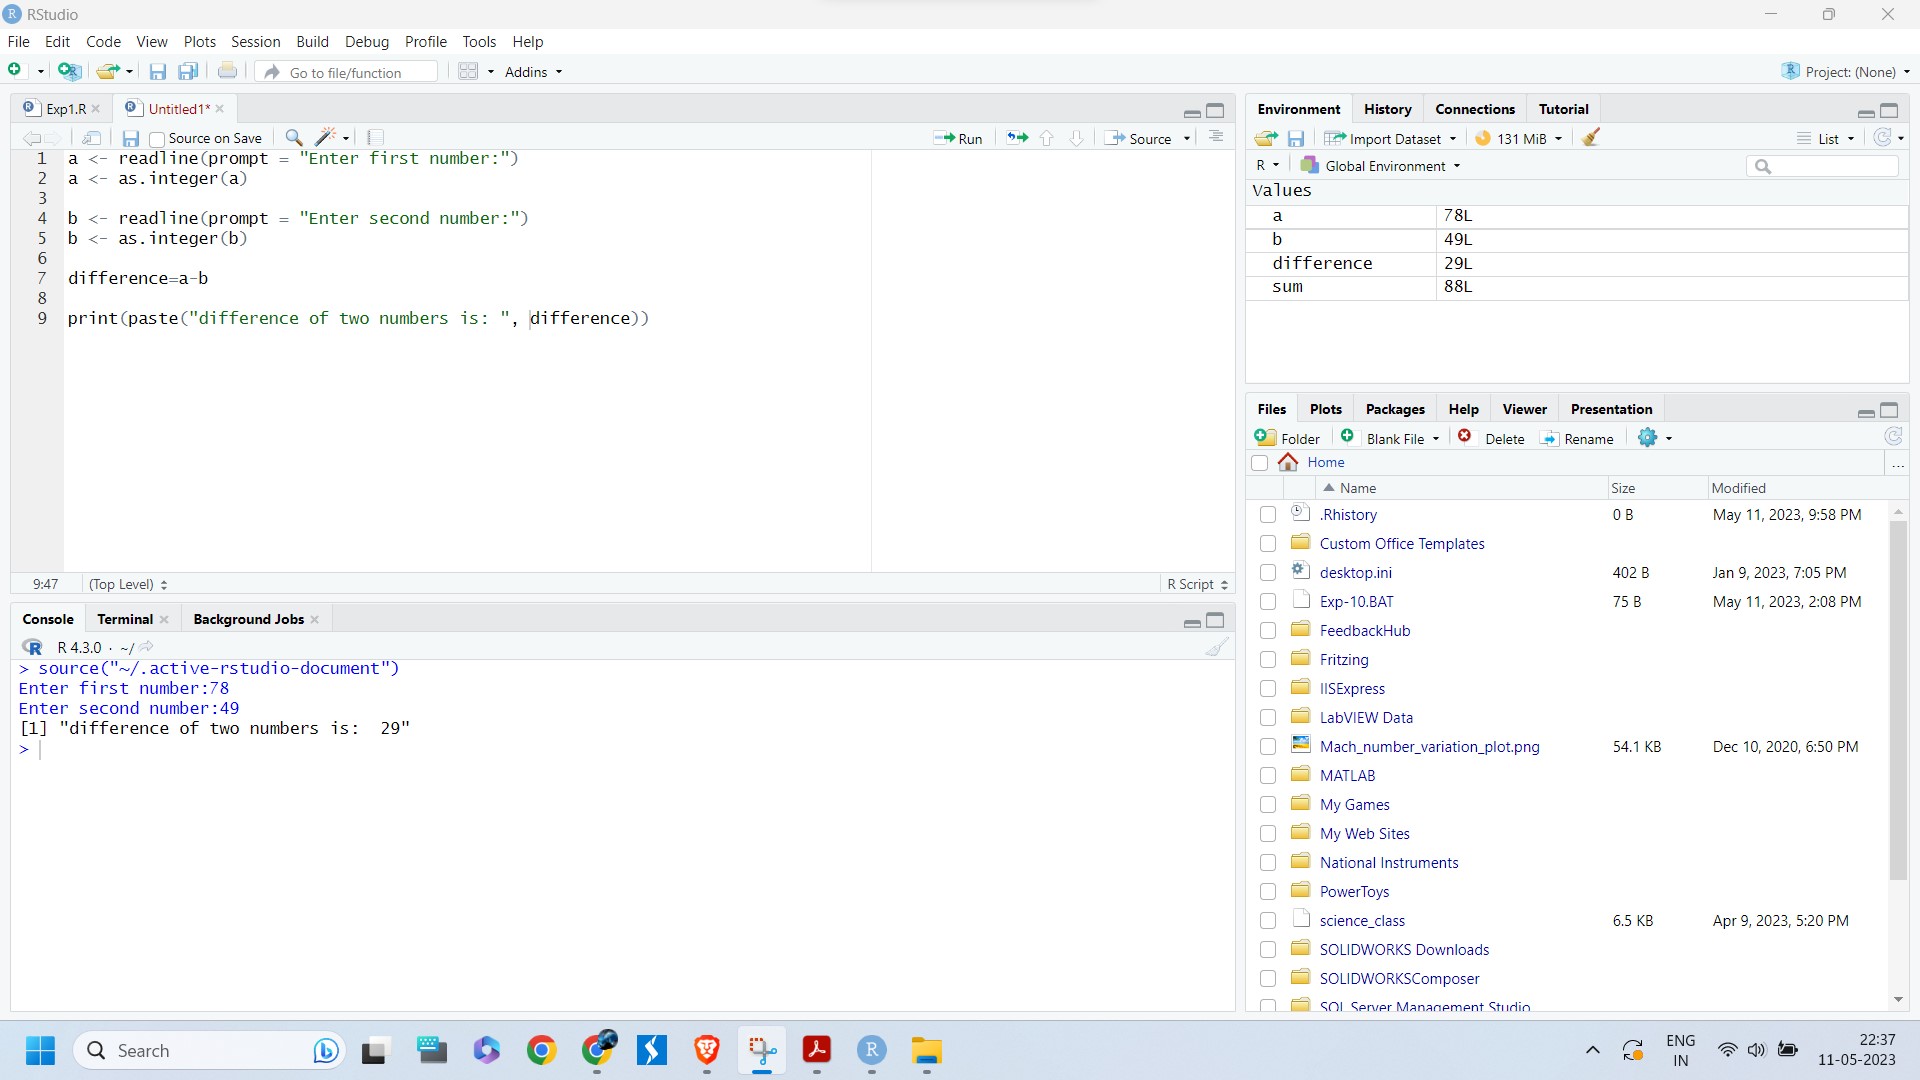 RStudio
File Edit Code View Plots Session Build Debug Profile Tools Help
Go to file/function Addins Project: (None)
Exp1.R Untitled1*
Source on Save Run Source
1 a <- readline(prompt = "Enter first number:")
2 a <- as.integer(a)
3
4 b <- readline(prompt = "Enter second number:")
5 b <- as.integer(b)
6
7 difference=a-b
8
9 print(paste("difference of two numbers is: ", difference))
9:47 (Top Level) R Script
Console Terminal Background Jobs
R 4.3.0 · ~/
> source("~/.active-rstudio-document")
Enter first number:78
Enter second number:49
[1] "difference of two numbers is:  29"
>
Environment History Connections Tutorial
Import Dataset 131 MiB List
R Global Environment
Values
a 78L
b 49L
difference 29L
sum 88L
Files Plots Packages Help Viewer Presentation
Folder Blank File Delete Rename
Home ...
Name Size Modified
.Rhistory 0 B May 11, 2023, 9:58 PM
Custom Office Templates
desktop.ini 402 B Jan 9, 2023, 7:05 PM
Exp-10.BAT 75 B May 11, 2023, 2:08 PM
FeedbackHub
Fritzing
IISExpress
LabVIEW Data
Mach_number_variation_plot.png 54.1 KB Dec 10, 2020, 6:50 PM
MATLAB
My Games
My Web Sites
National Instruments
PowerToys
science_class 6.5 KB Apr 9, 2023, 5:20 PM
SOLIDWORKS Downloads
SOLIDWORKSComposer
SQL Server Management Studio
Search ENG 22:37
IN 11-05-2023